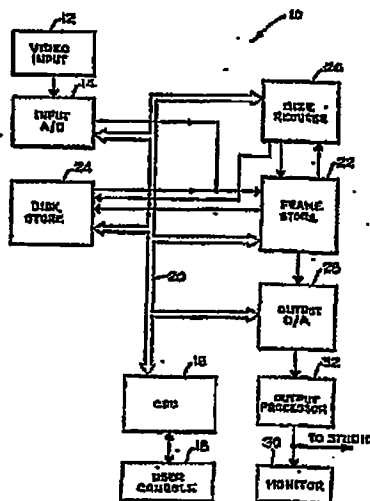 10
12
VIDEO
INPUT
14
INPUT
A/D
26
SIZE
REDUCER
24
DISK
STORE
22
FRAME
STORE
20
28
OUTPUT
D/A
16
CPU
32
OUTPUT
PROCESSOR
TO STUDIO
18
USER
CONSOLE
30
MONITOR